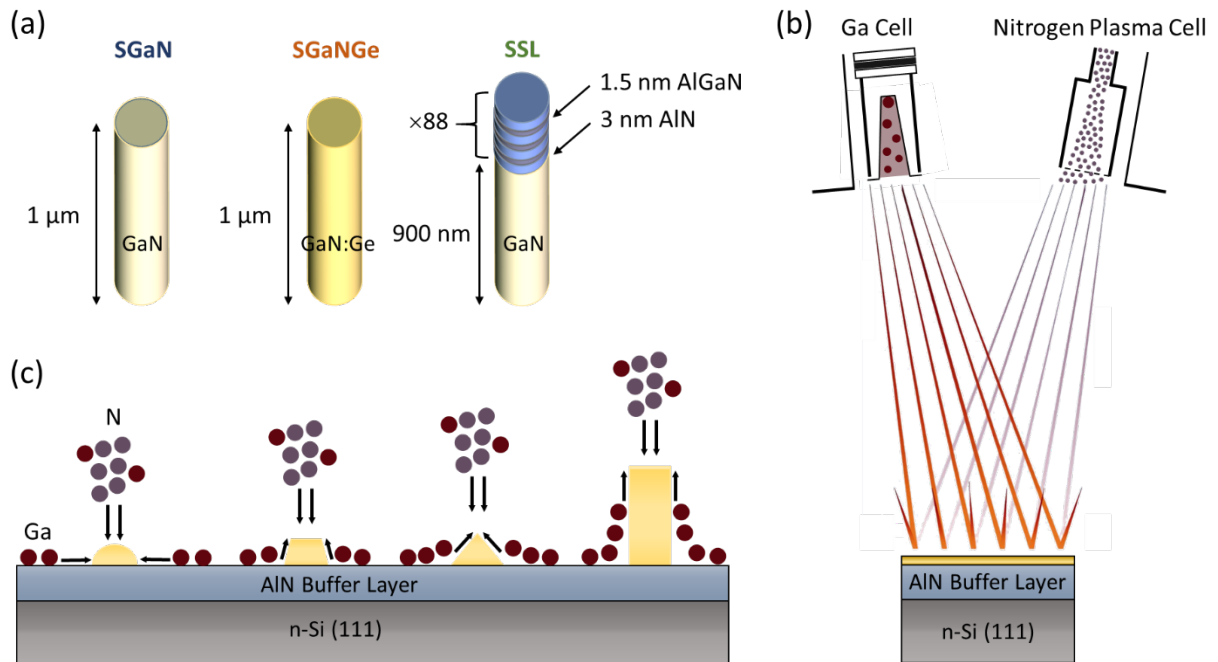 (a)
SGaN
SGaNGe
SSL
1 µm
GaN
1 µm
GaN:Ge
×88
1.5 nm AlGaN
3 nm AlN
900 nm
GaN
(b)
Ga Cell
Nitrogen Plasma Cell
AlN Buffer Layer
n-Si (111)
(c)
N
Ga
AlN Buffer Layer
n-Si (111)